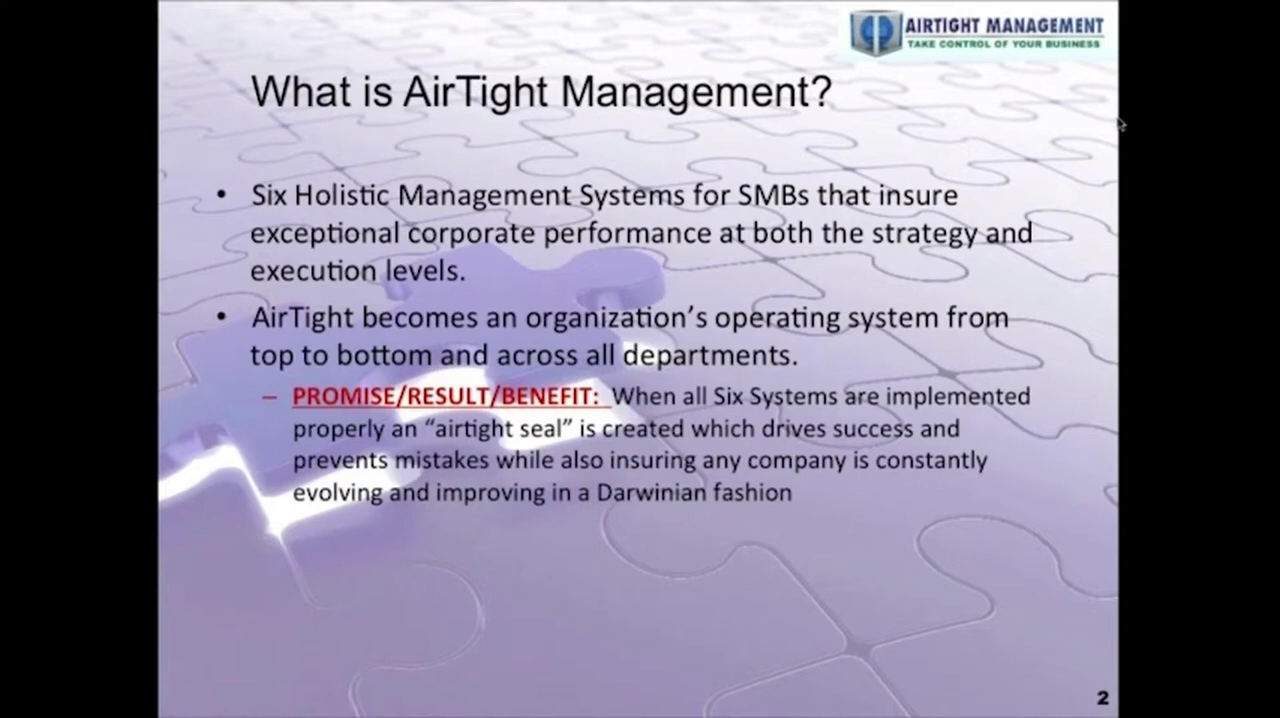 AIRTIGHT MANAGEMENT
TAKE CONTROL OF YOUR BUSINESS
What is AirTight Management?
• Six Holistic Management Systems for SMBs that insure
exceptional corporate performance at both the strategy and
execution levels.
• AirTight becomes an organization’s operating system from
top to bottom and across all departments.
– PROMISE/RESULT/BENEFIT: When all Six Systems are implemented
properly an “airtight seal” is created which drives success and
prevents mistakes while also insuring any company is constantly
evolving and improving in a Darwinian fashion
2